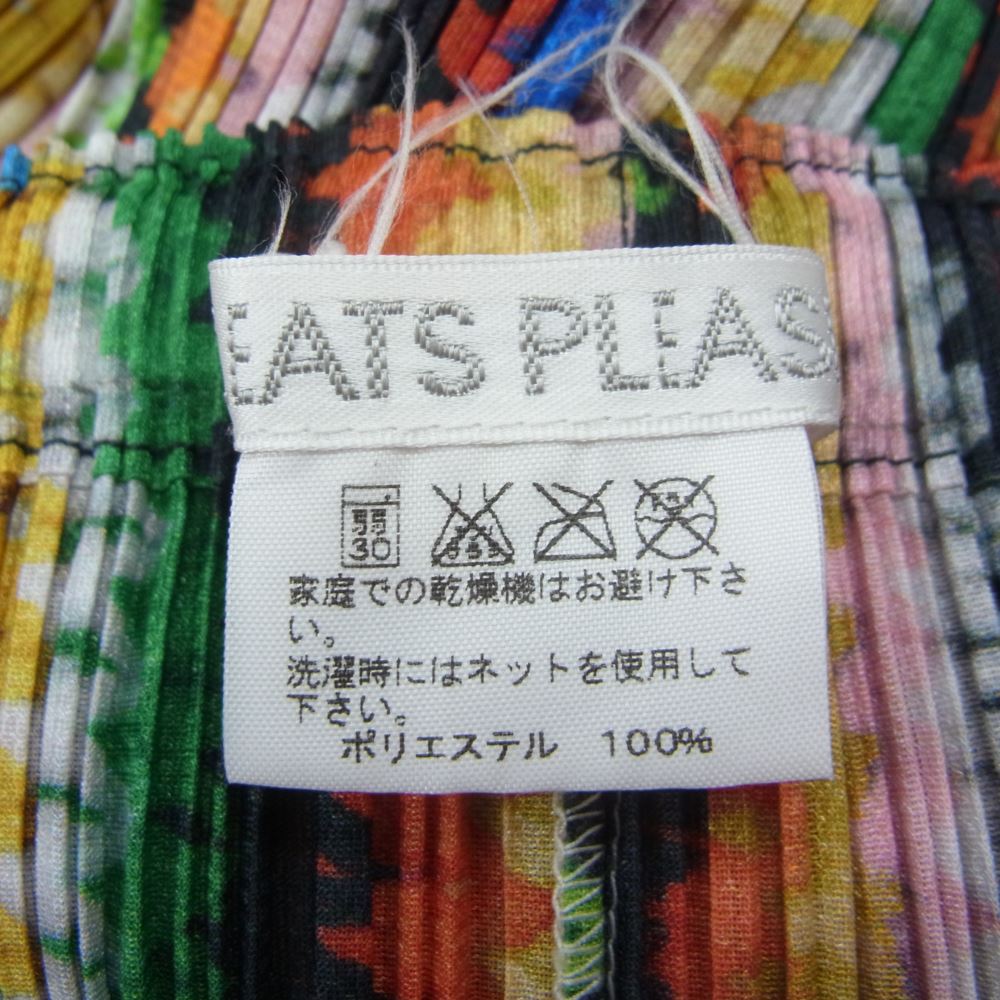 EATS PLEAS
弱
30
家庭での乾燥機はお避け下さ
い。
洗濯時にはネットを使用して
下さい。
ポリエステル 100%